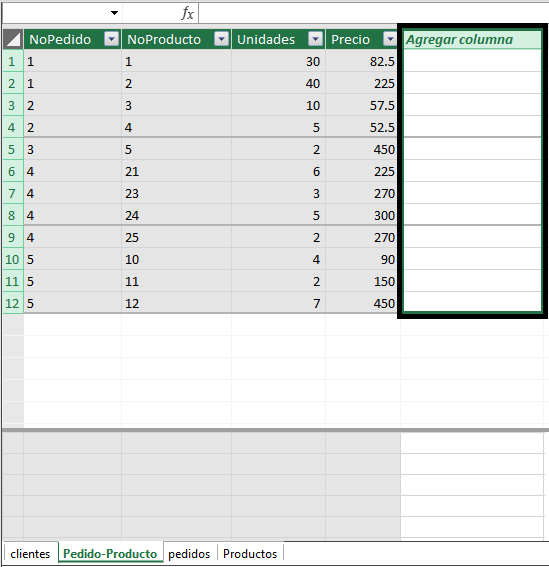 fx
NoPedido NoProducto Unidades Precio Agregar columna
1 1 1 30 82.5
2 1 2 40 225
3 2 3 10 57.5
4 2 4 5 52.5
5 3 5 2 450
6 4 21 6 225
7 4 23 3 270
8 4 24 5 300
9 4 25 2 270
10 5 10 4 90
11 5 11 2 150
12 5 12 7 450
clientes Pedido-Producto pedidos Productos